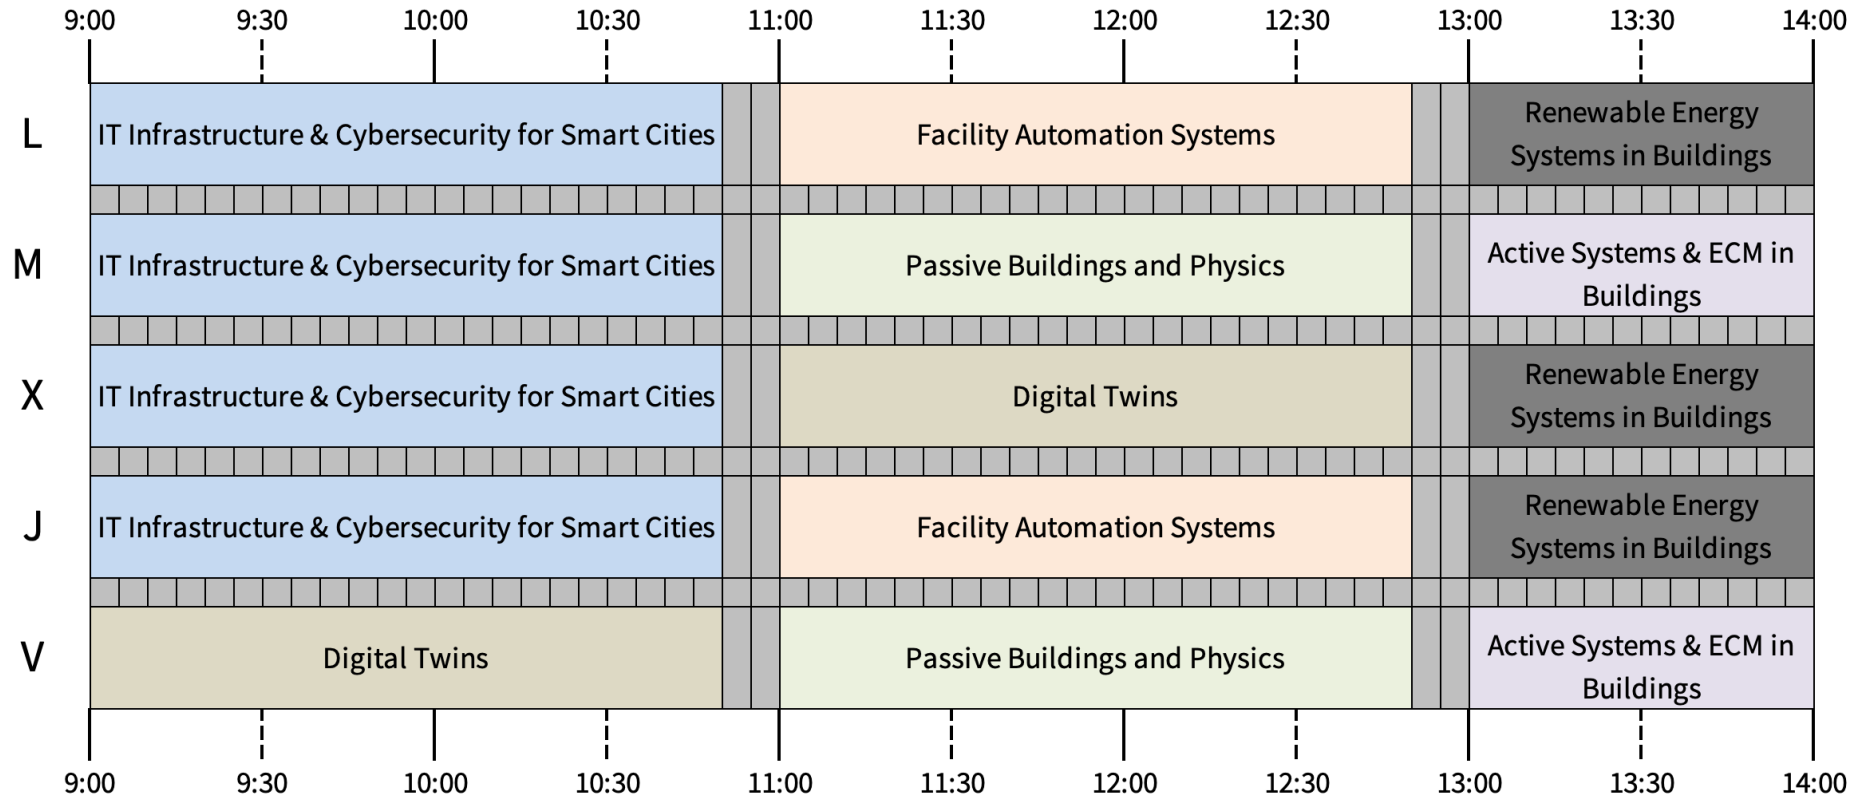 9:00 9:30 10:00 10:30 11:00 11:30 12:00 12:30 13:00 13:30 14:00
L IT Infrastructure & Cybersecurity for Smart Cities Facility Automation Systems Renewable Energy
Systems in Buildings
M IT Infrastructure & Cybersecurity for Smart Cities Passive Buildings and Physics Active Systems & ECM in
Buildings
X IT Infrastructure & Cybersecurity for Smart Cities Digital Twins Renewable Energy
Systems in Buildings
J IT Infrastructure & Cybersecurity for Smart Cities Facility Automation Systems Renewable Energy
Systems in Buildings
V Digital Twins Passive Buildings and Physics Active Systems & ECM in
Buildings
9:00 9:30 10:00 10:30 11:00 11:30 12:00 12:30 13:00 13:30 14:00